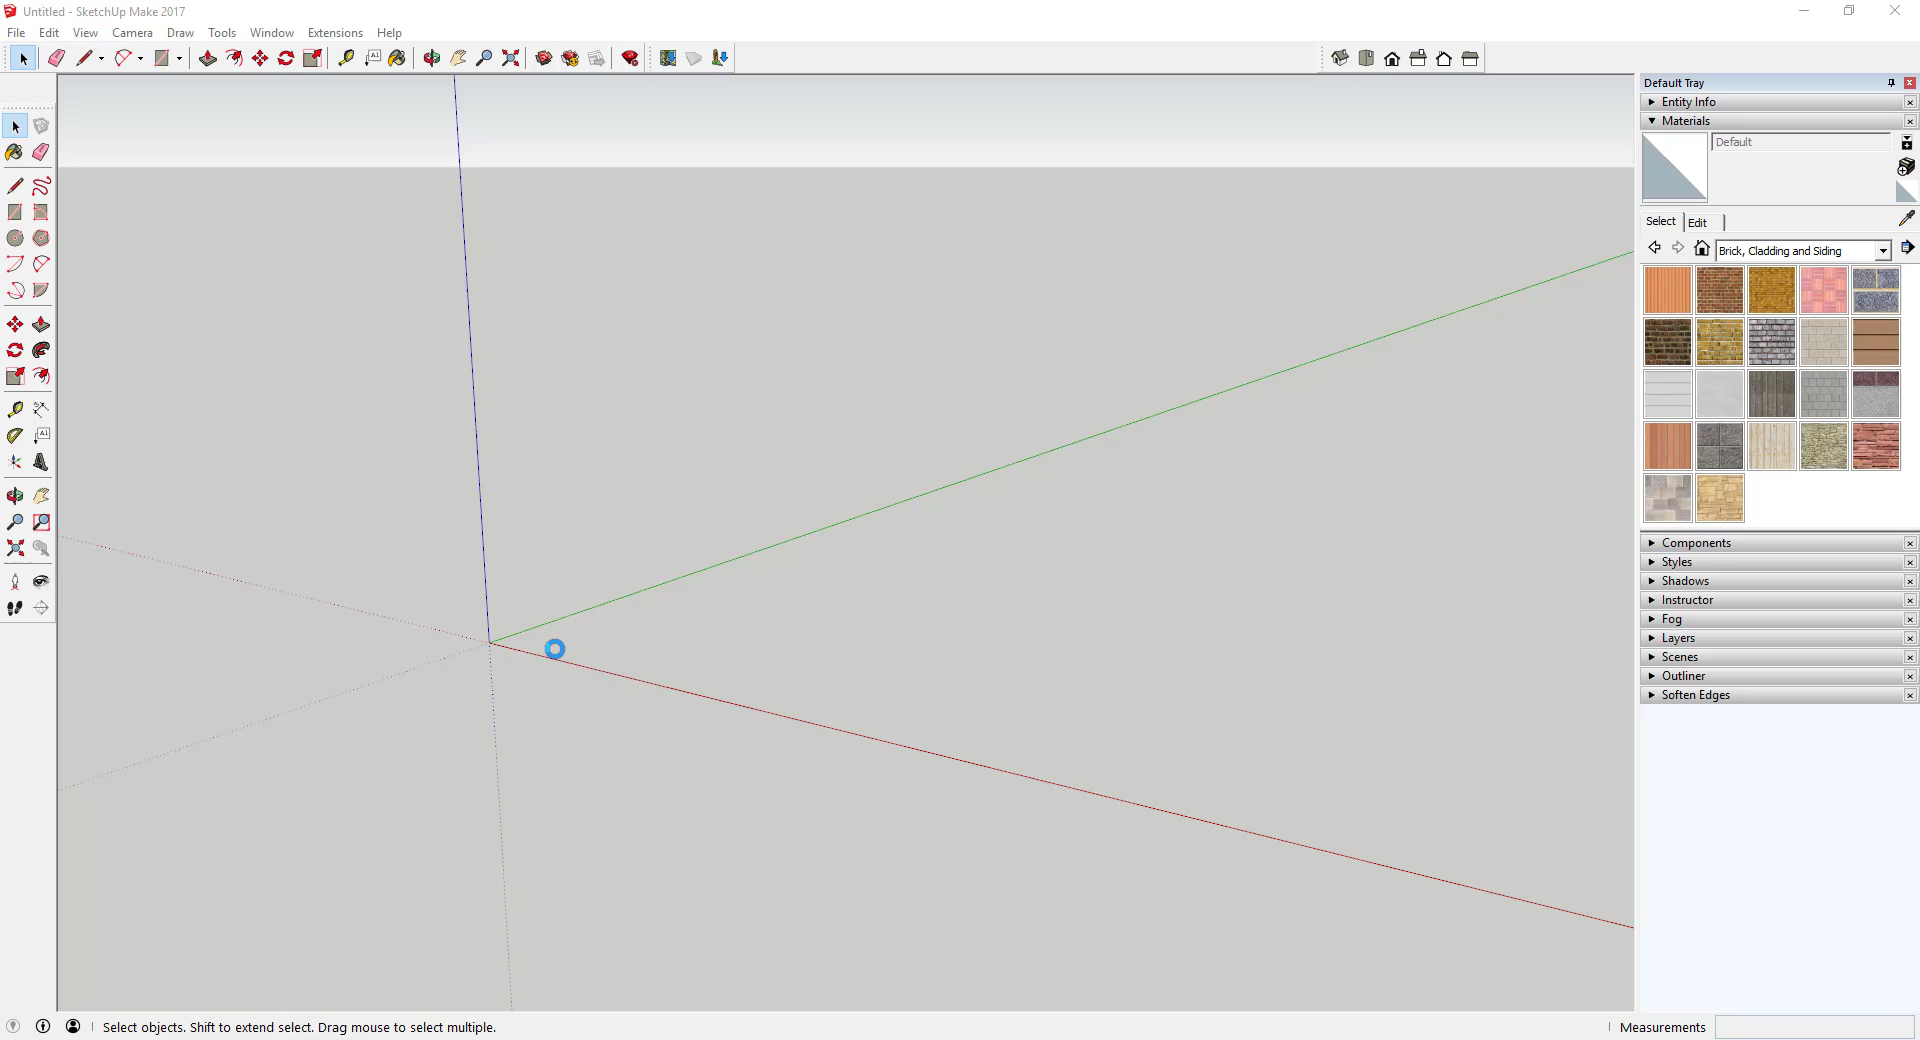 Untitled - SketchUp Make 2017
File Edit View Camera Draw Tools Window Extensions Help
Default Tray
Entity Info
Materials
Default
Select Edit
Brick, Cladding and Siding
Components
Styles
Shadows
Instructor
Fog
Layers
Scenes
Outliner
Soften Edges
Select objects. Shift to extend select. Drag mouse to select multiple.
Measurements